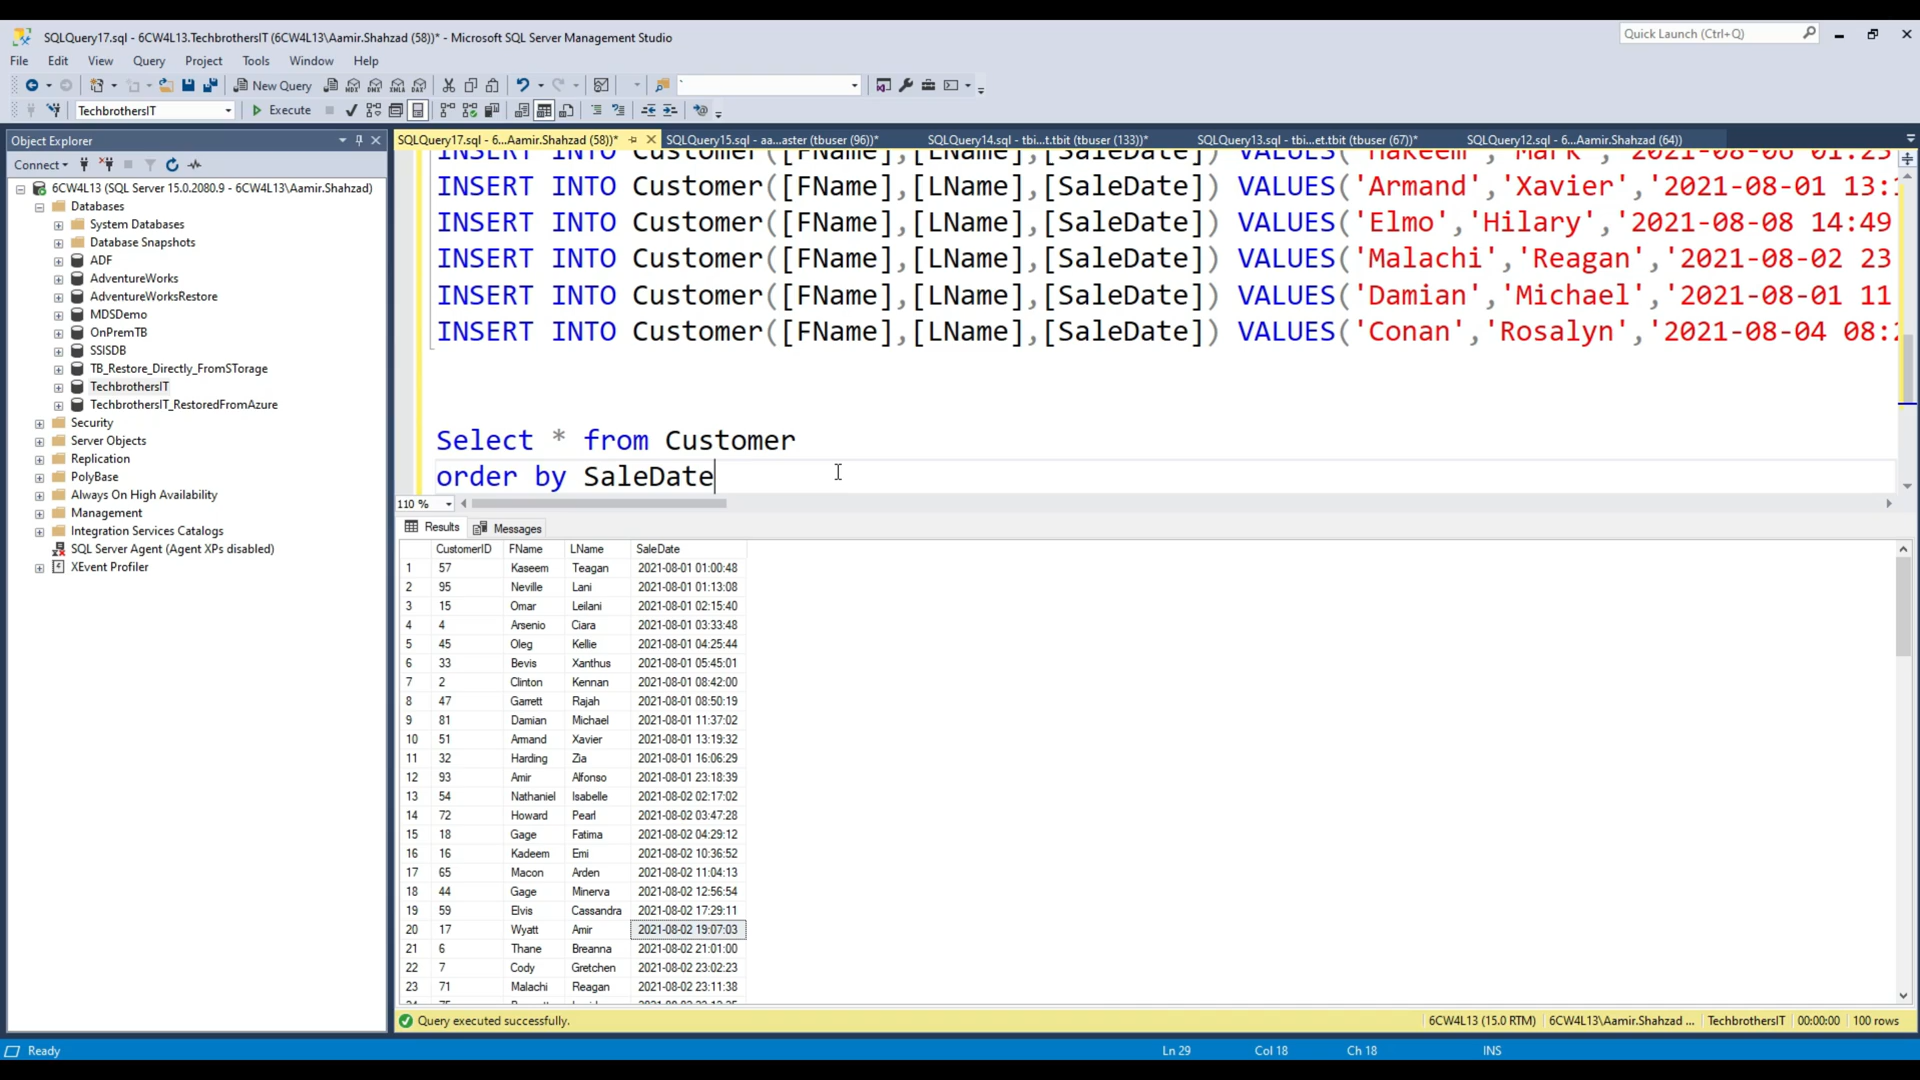 SQLQuery17.sql - 6CW4L13.TechbrothersIT (6CW4L13\Aamir.Shahzad (58))* - Microsoft SQL Server Management Studio
Quick Launch (Ctrl+Q)
File Edit View Query Project Tools Window Help
New Query
TechbrothersIT Execute
Object Explorer
SQLQuery17.sql - 6...Aamir.Shahzad (58))* SQLQuery15.sql - aa...aster (tbuser (96))* SQLQuery14.sql - tbi...t.tbit (tbuser (133))* SQLQuery13.sql - tbi...et.tbit (tbuser (67))* SQLQuery12.sql - 6...Aamir.Shahzad (64))
Connect
6CW4L13 (SQL Server 15.0.2080.9 - 6CW4L13\Aamir.Shahzad)
Databases
System Databases
Database Snapshots
ADF
AdventureWorks
AdventureWorksRestore
MDSDemo
OnPremTB
SSISDB
TB_Restore_Directly_FromSTorage
TechbrothersIT
TechbrothersIT_RestoredFromAzure
Security
Server Objects
Replication
PolyBase
Always On High Availability
Management
Integration Services Catalogs
SQL Server Agent (Agent XPs disabled)
XEvent Profiler
INSERT INTO Customer([FName],[LName],[SaleDate]) VALUES('Hakeem','Mark','2021-08-06 01:23
INSERT INTO Customer([FName],[LName],[SaleDate]) VALUES('Armand','Xavier','2021-08-01 13:
INSERT INTO Customer([FName],[LName],[SaleDate]) VALUES('Elmo','Hilary','2021-08-08 14:49
INSERT INTO Customer([FName],[LName],[SaleDate]) VALUES('Malachi','Reagan','2021-08-02 23
INSERT INTO Customer([FName],[LName],[SaleDate]) VALUES('Damian','Michael','2021-08-01 11
INSERT INTO Customer([FName],[LName],[SaleDate]) VALUES('Conan','Rosalyn','2021-08-04 08:
Select * from Customer
order by SaleDate
110 %
Results Messages
CustomerID FName LName SaleDate
1 57 Kaseem Teagan 2021-08-01 01:00:48
2 95 Neville Lani 2021-08-01 01:13:08
3 15 Omar Leilani 2021-08-01 02:15:40
4 4 Arsenio Ciara 2021-08-01 03:33:48
5 45 Oleg Kellie 2021-08-01 04:25:44
6 33 Bevis Xanthus 2021-08-01 05:45:01
7 2 Clinton Kennan 2021-08-01 08:42:00
8 47 Garrett Rajah 2021-08-01 08:50:19
9 81 Damian Michael 2021-08-01 11:37:02
10 51 Armand Xavier 2021-08-01 13:19:32
11 32 Harding Zia 2021-08-01 16:06:29
12 93 Amir Alfonso 2021-08-01 23:18:39
13 54 Nathaniel Isabelle 2021-08-02 02:17:02
14 72 Howard Pearl 2021-08-02 03:47:28
15 18 Gage Fatima 2021-08-02 04:29:12
16 16 Kadeem Emi 2021-08-02 10:36:52
17 65 Macon Arden 2021-08-02 11:04:13
18 44 Gage Minerva 2021-08-02 12:56:54
19 59 Elvis Cassandra 2021-08-02 17:29:11
20 17 Wyatt Amir 2021-08-02 19:07:03
21 6 Thane Breanna 2021-08-02 21:01:00
22 7 Cody Gretchen 2021-08-02 23:02:23
23 71 Malachi Reagan 2021-08-02 23:11:38
Query executed successfully. 6CW4L13 (15.0 RTM) 6CW4L13\Aamir.Shahzad ... TechbrothersIT 00:00:00 100 rows
Ready Ln 29 Col 18 Ch 18 INS